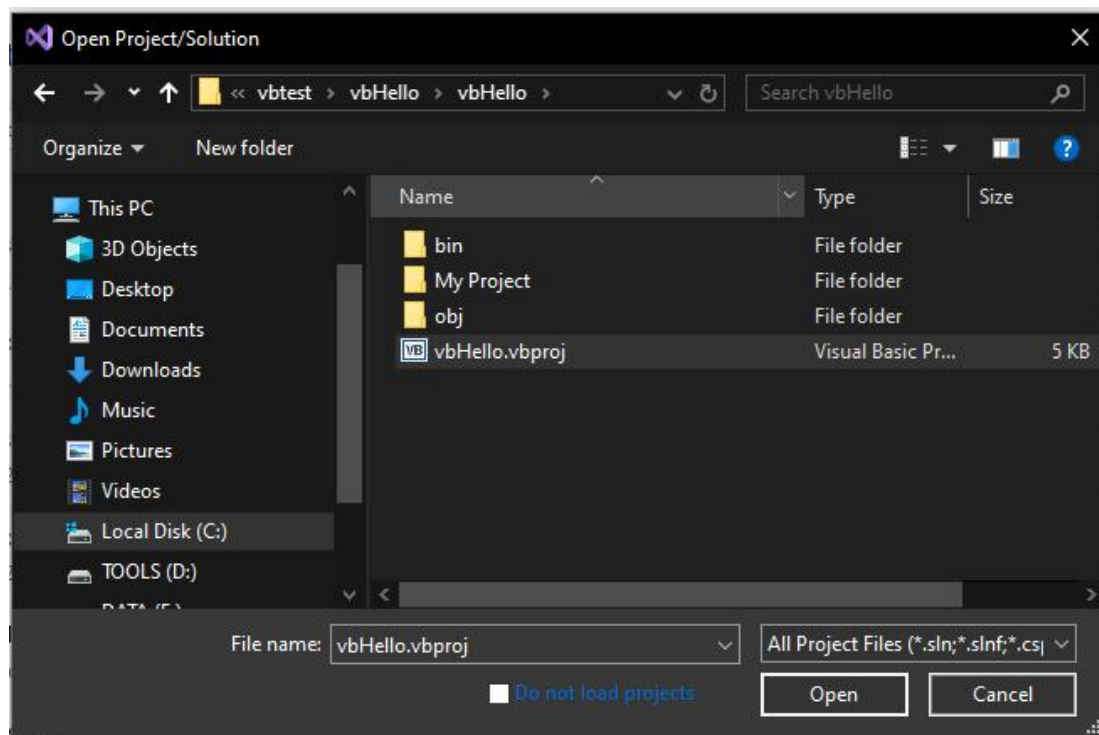 Open Project/Solution
« vbtest › vbHello › vbHello ›
Search vbHello
Organize
New folder
Name Type Size
This PC
3D Objects
Desktop
Documents
Downloads
Music
Pictures
Videos
Local Disk (C:)
TOOLS (D:)
bin File folder
My Project File folder
obj File folder
VB vbHello.vbproj Visual Basic Pr... 5 KB
File name: vbHello.vbproj
All Project Files (*.sln;*.slnf;*.csp
Do not load projects
Open
Cancel